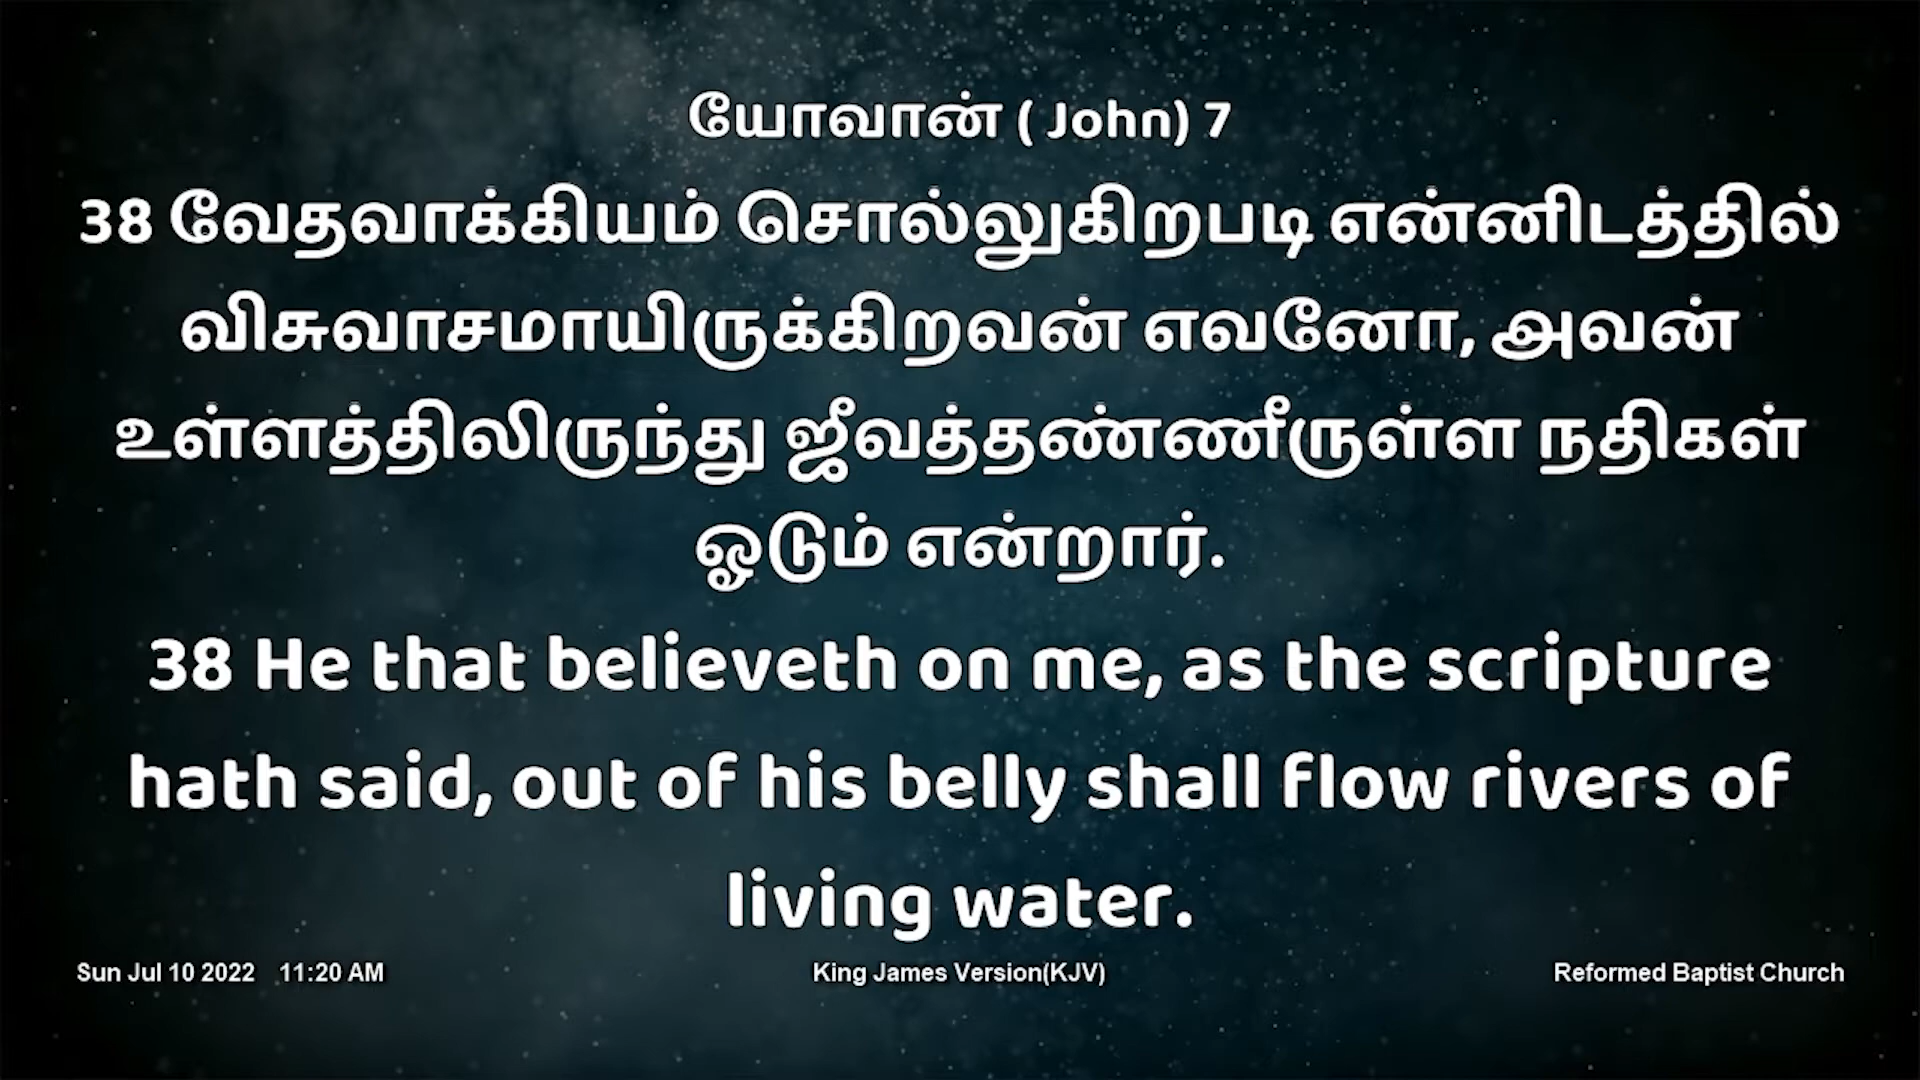 யோவான் ( John) 7
38 வேதவாக்கியம் சொல்லுகிறபடி என்னிடத்தில்
விசுவாசமாயிருக்கிறவன் எவனோ, அவன்
உள்ளத்திலிருந்து ஜீவத்தண்ணீருள்ள நதிகள்
ஓடும் என்றார்.
38 He that believeth on me, as the scripture
hath said, out of his belly shall flow rivers of
living water.
Sun Jul 10 2022 11:20 AM King James Version(KJV) Reformed Baptist Church